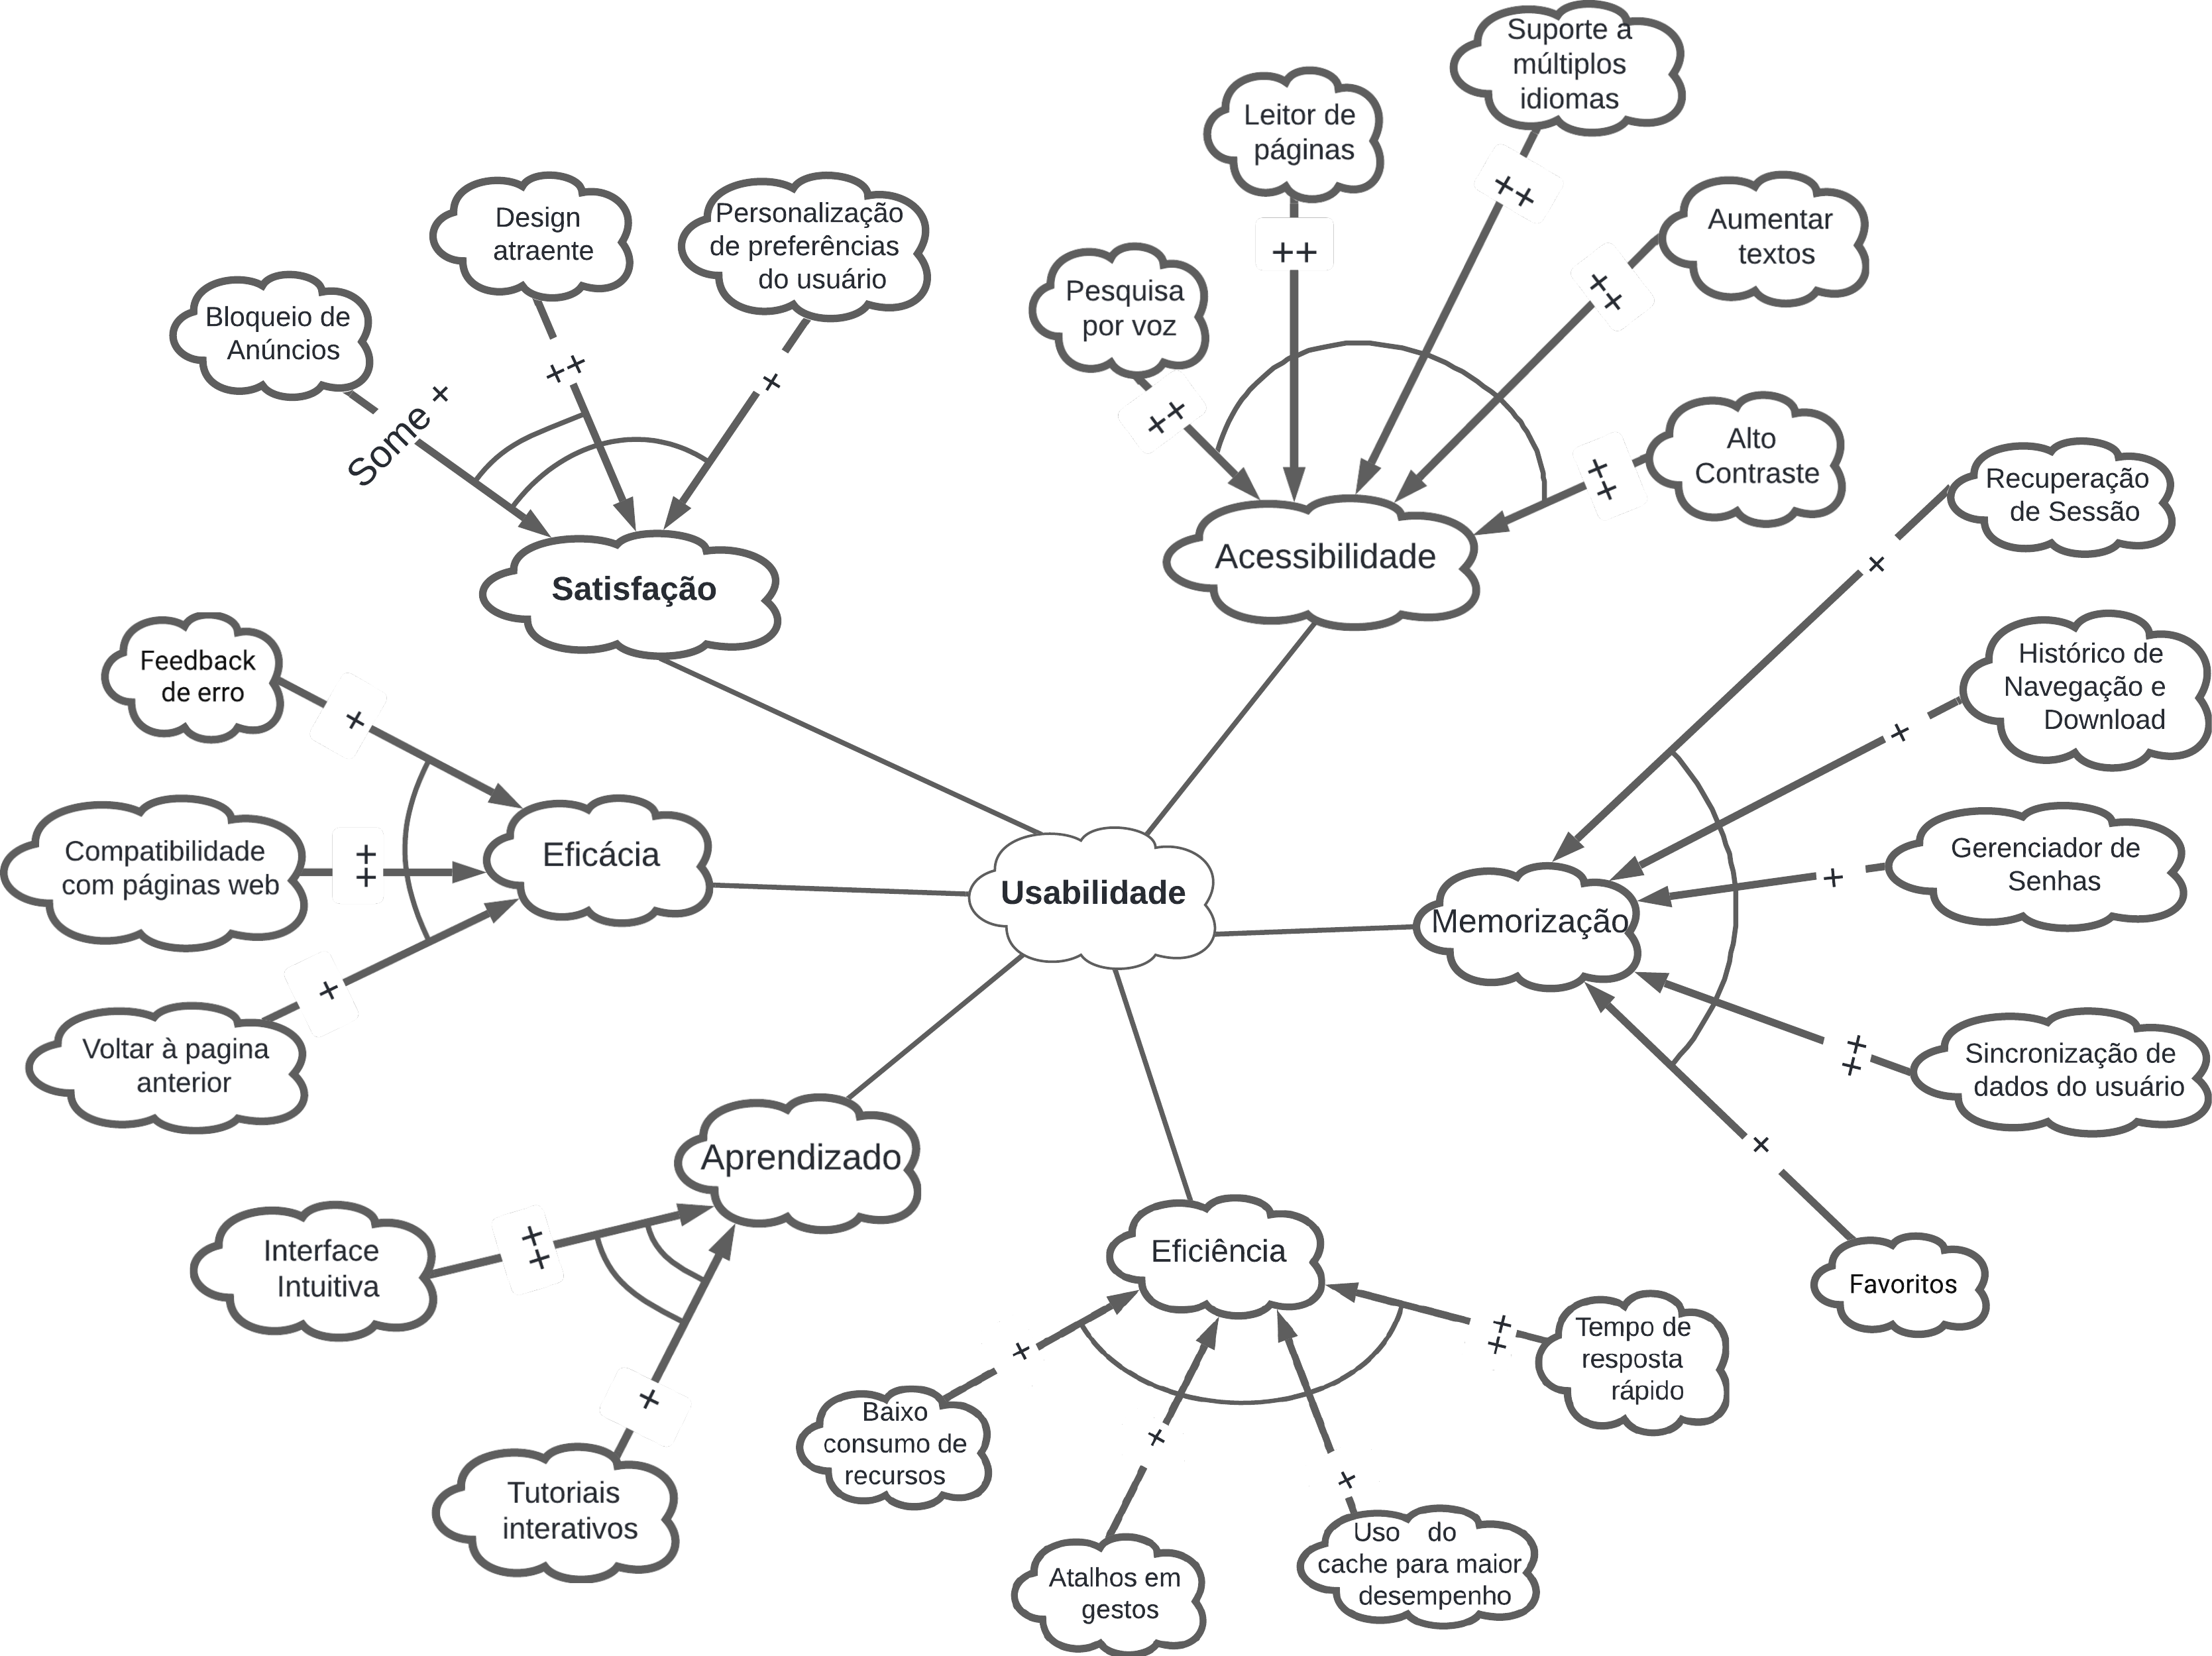 Suporte a
múltiplos
idiomas
Leitor de
páginas
++
++
Design
atraente
Personalização
de preferências
do usuário
Aumentar
textos
++
Pesquisa
por voz
++
++
Bloqueio de
Anúncios
Some +
++
+
Alto
Contraste
++
Recuperação
de Sessão
+
Satisfação
Acessibilidade
Feedback
de erro
+
Histórico de
Navegação e
Download
+
Compatibilidade
com páginas web
++
Eficácia
Usabilidade
Memorização
Gerenciador de
Senhas
+
Voltar à pagina
anterior
+
Sincronização de
dados do usuário
++
+
Aprendizado
Interface
Intuitiva
++
Eficiência
Favoritos
+
Tutoriais
interativos
+
Baixo
consumo de
recursos
+
Atalhos em
gestos
+
Uso do
cache para maior
desempenho
++
Tempo de
resposta
rápido